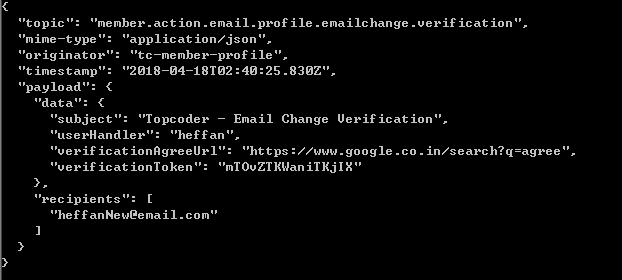 {
  "topic": "member.action.email.profile.emailchange.verification",
  "mime-type": "application/json",
  "originator": "tc-member-profile",
  "timestamp": "2018-04-18T02:40:25.830Z",
  "payload": {
    "data": {
      "subject": "Topcoder - Email Change Verification",
      "userHandler": "heffan",
      "verificationAgreeUrl": "https://www.google.co.in/search?q=agree",
      "verificationToken": "mTOvZTKWaniTKjIX"
    },
    "recipients": [
      "heffanNew@email.com"
    ]
  }
}